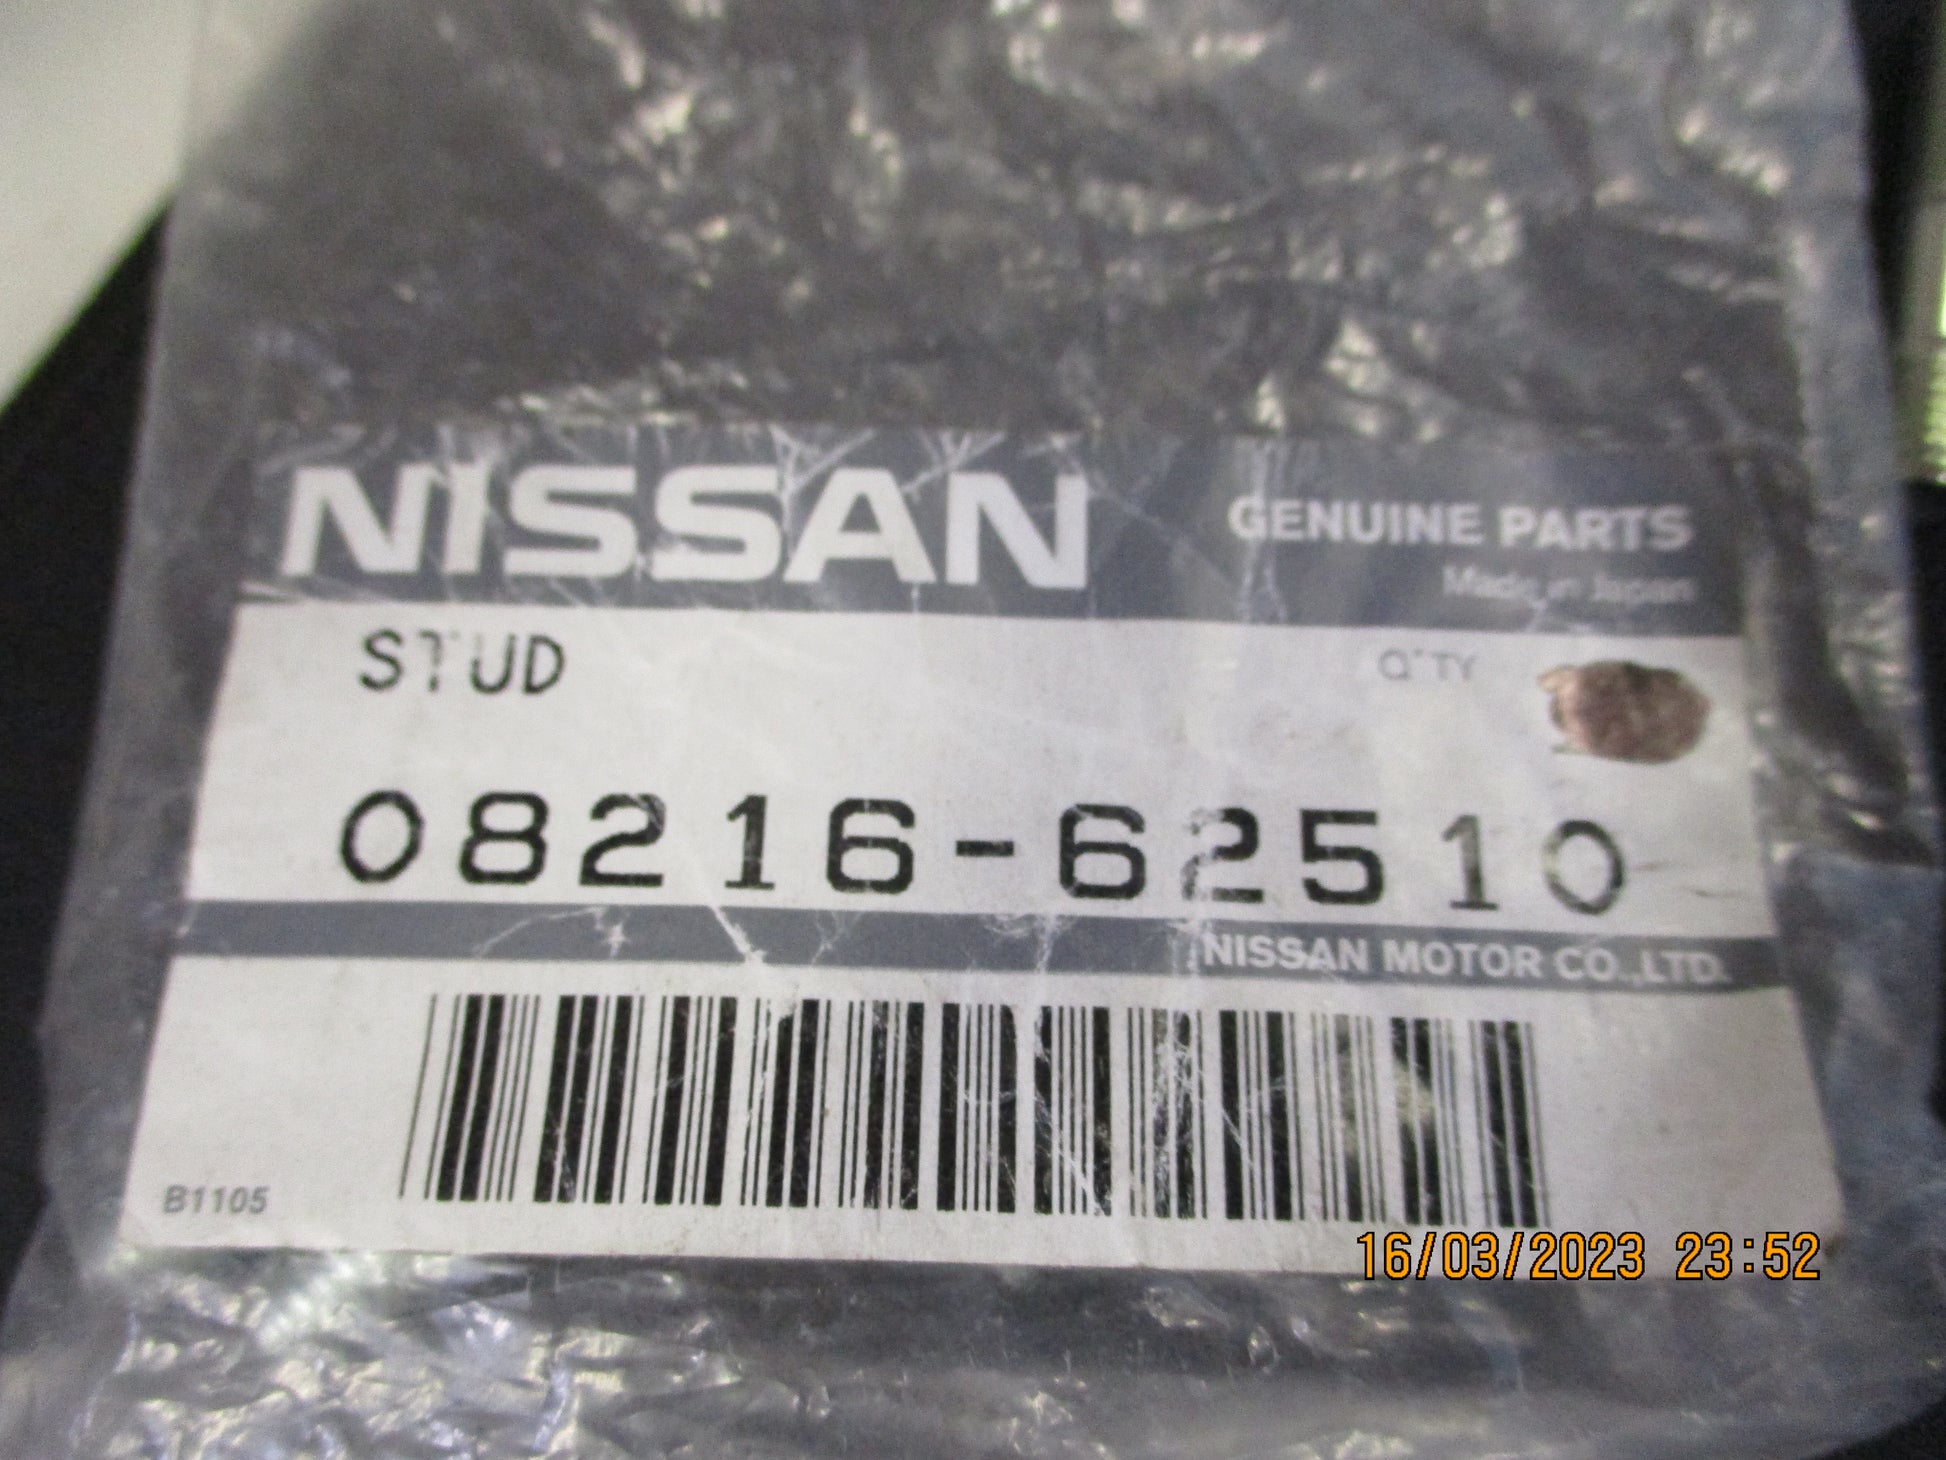 NISSAN
GENUINE PARTS
Made in Japan
STUD
Q'TY
08216-62510
NISSAN MOTOR CO.,LTD.
B1105
16/03/2023 23:52